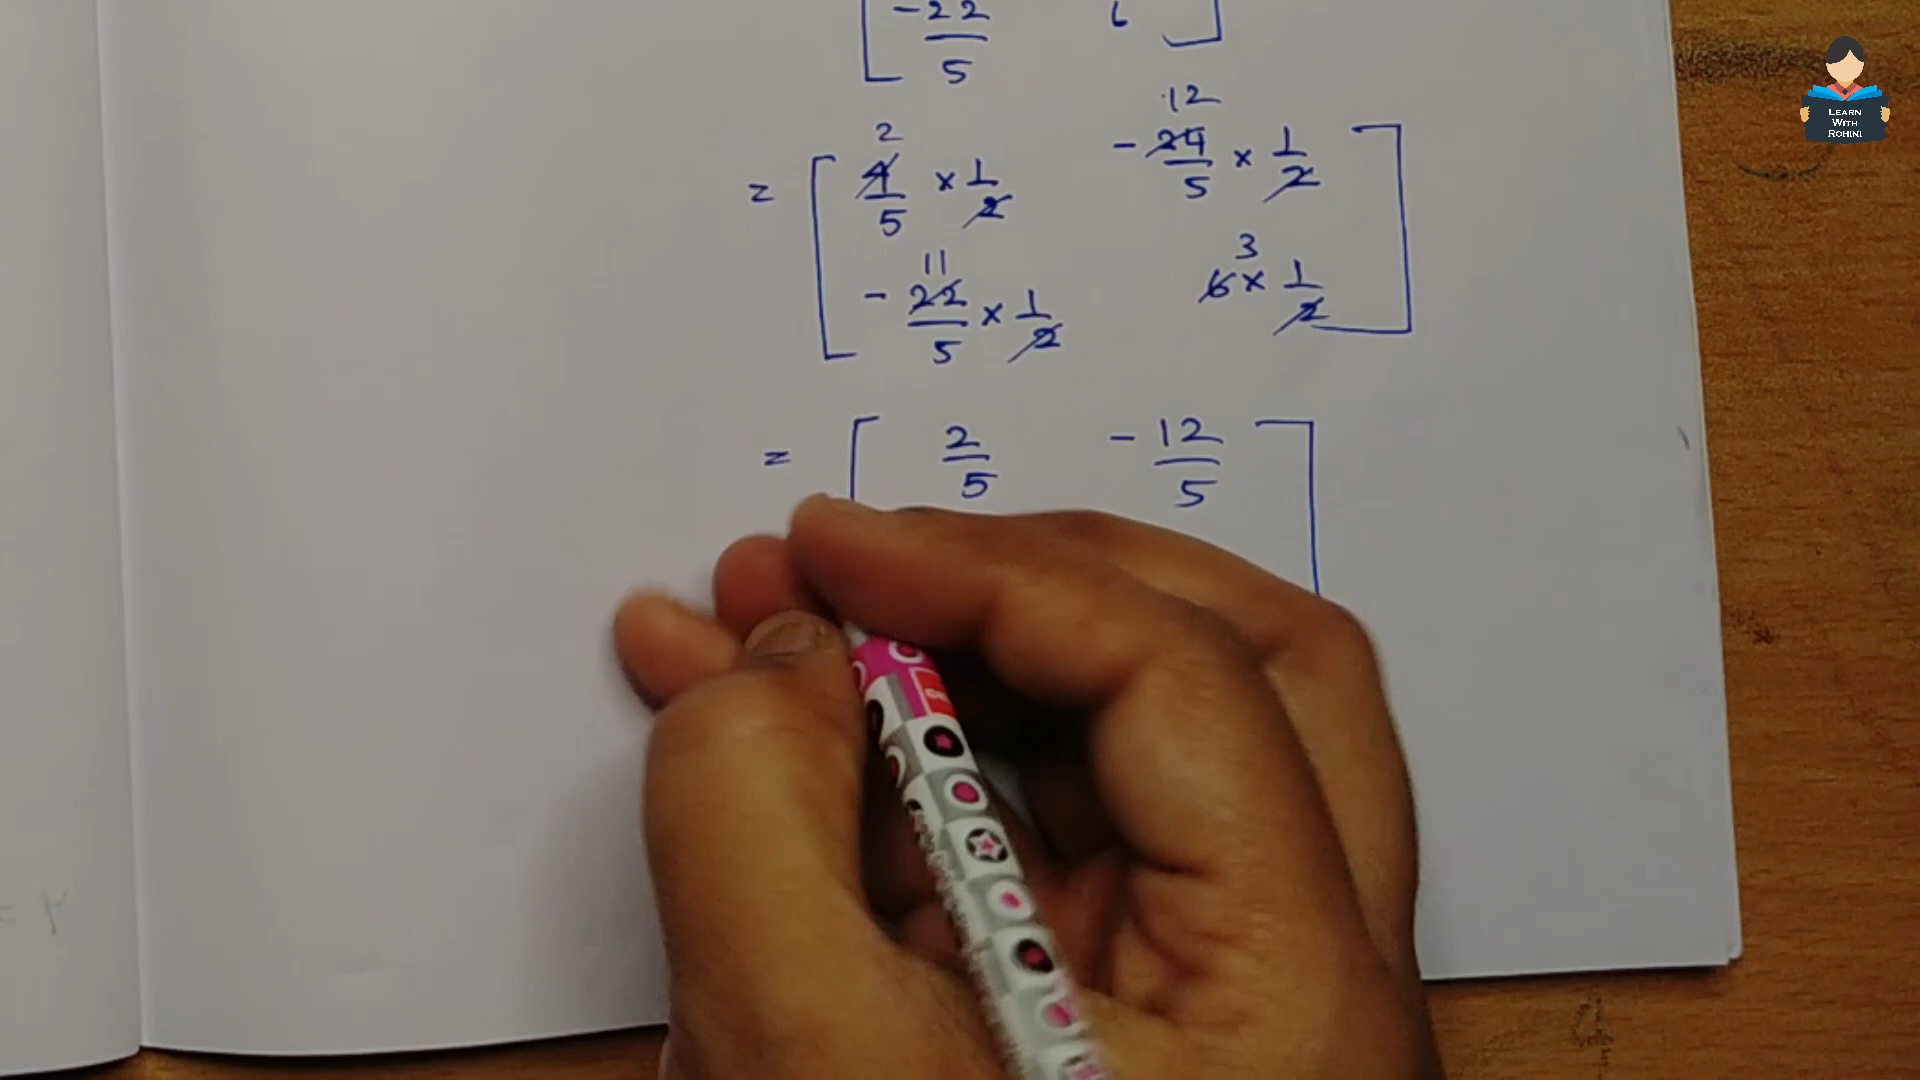 -22 6
5
2 12
= 4/5 × 1/2 - 24/5 × 1/2
11 3
- 22/5 × 1/2 6 × 1/2
= 2/5 - 12/5
LEARN
WITH
ROHINI